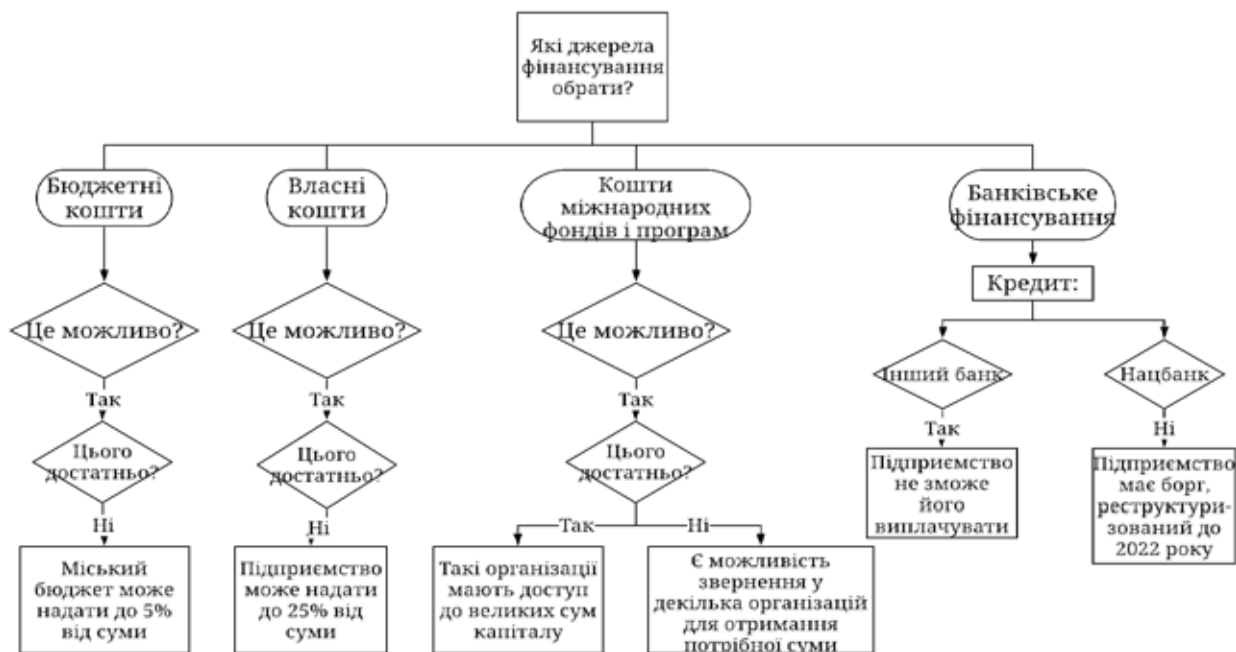 Які джерела
фінансування
обрати?
Бюджетні
кошти
Власні
кошти
Кошти
міжнародних
фондів і програм
Банківське
фінансування
Кредит:
Це можливо?
Це можливо?
Це можливо?
Інший банк
Нацбанк
Так
Так
Так
Так
Ні
Цього
достатньо?
Цього
достатньо?
Цього
достатньо?
Підприємство
не зможе
його
виплачувати
Підприємство
має борг,
реструктури-
зований до
2022 року
Ні
Ні
Так
Ні
Міський
бюджет може
надати до 5%
від суми
Підприємство
може надати
до 25% від
суми
Такі організації
мають доступ
до великих сум
капіталу
Є можливість
звернення у
декілька організацій
для отримання
потрібної суми